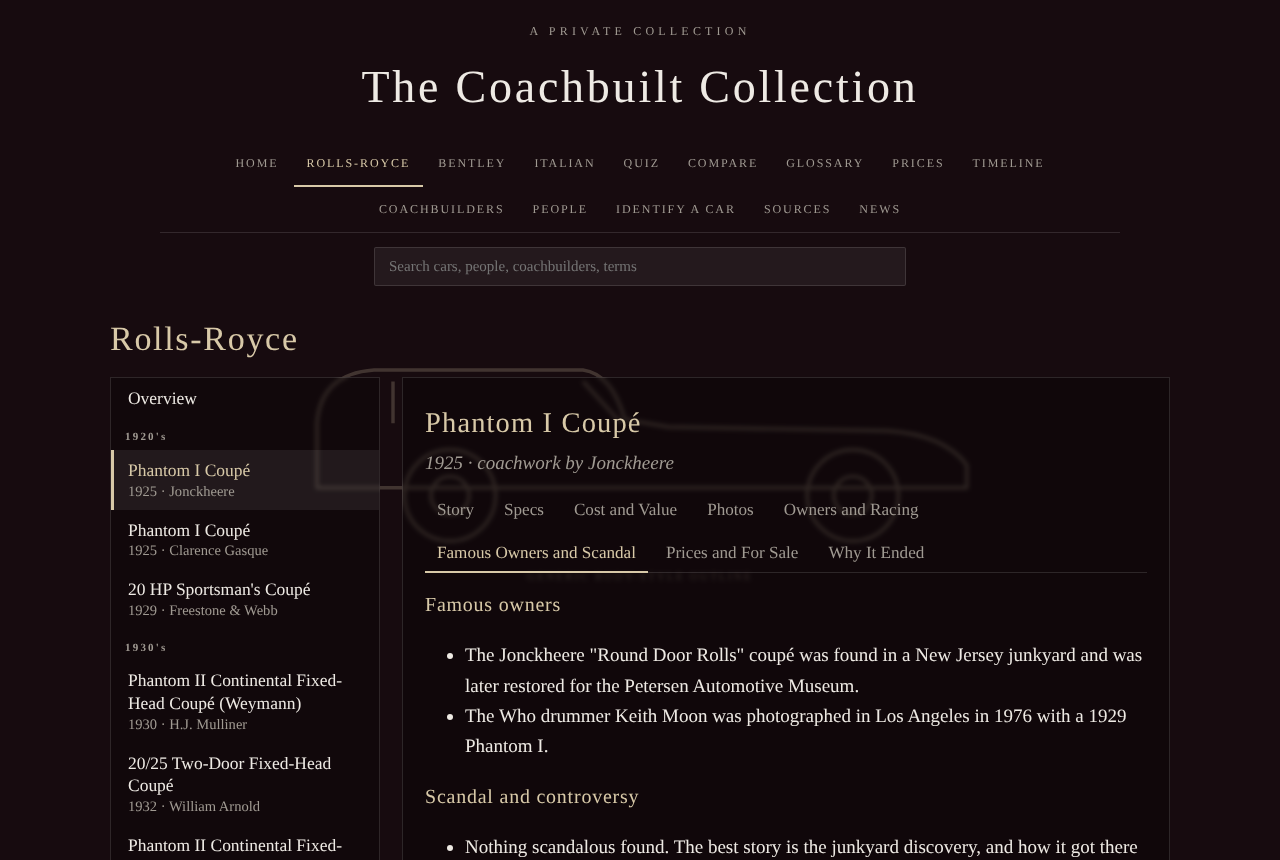 A PRIVATE COLLECTION
The Coachbuilt Collection
HOME ROLLS-ROYCE BENTLEY ITALIAN QUIZ COMPARE GLOSSARY PRICES TIMELINE
COACHBUILDERS PEOPLE IDENTIFY A CAR SOURCES NEWS
Search cars, people, coachbuilders, terms
Rolls-Royce
Overview
1920's
Phantom I Coupé
1925 · Jonckheere
Phantom I Coupé
1925 · Clarence Gasque
20 HP Sportsman's Coupé
1929 · Freestone & Webb
1930's
Phantom II Continental Fixed-
Head Coupé (Weymann)
1930 · H.J. Mulliner
20/25 Two-Door Fixed-Head
Coupé
1932 · William Arnold
Phantom II Continental Fixed-
Phantom I Coupé
1925 · coachwork by Jonckheere
Story Specs Cost and Value Photos Owners and Racing
Famous Owners and Scandal Prices and For Sale Why It Ended
Famous owners
The Jonckheere "Round Door Rolls" coupé was found in a New Jersey junkyard and was
later restored for the Petersen Automotive Museum.
The Who drummer Keith Moon was photographed in Los Angeles in 1976 with a 1929
Phantom I.
Scandal and controversy
Nothing scandalous found. The best story is the junkyard discovery, and how it got there